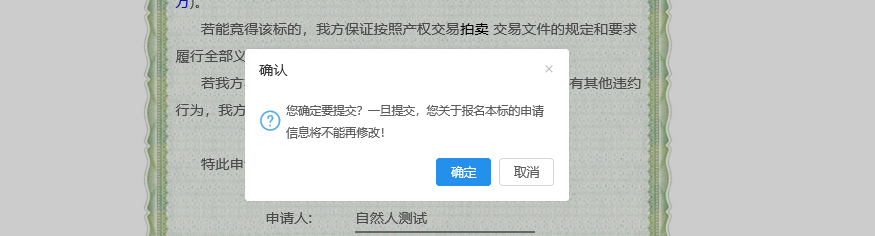 方)。
若能竞得该标的，我方保证按照产权交易拍卖 交易文件的规定和要求
履行全部义
确认
×
若我方
有其他违约
您确定要提交？一旦提交，您关于报名本标的申请
行为，我方
信息将不能再修改！
特此申
确定
取消
申请人：
自然人测试